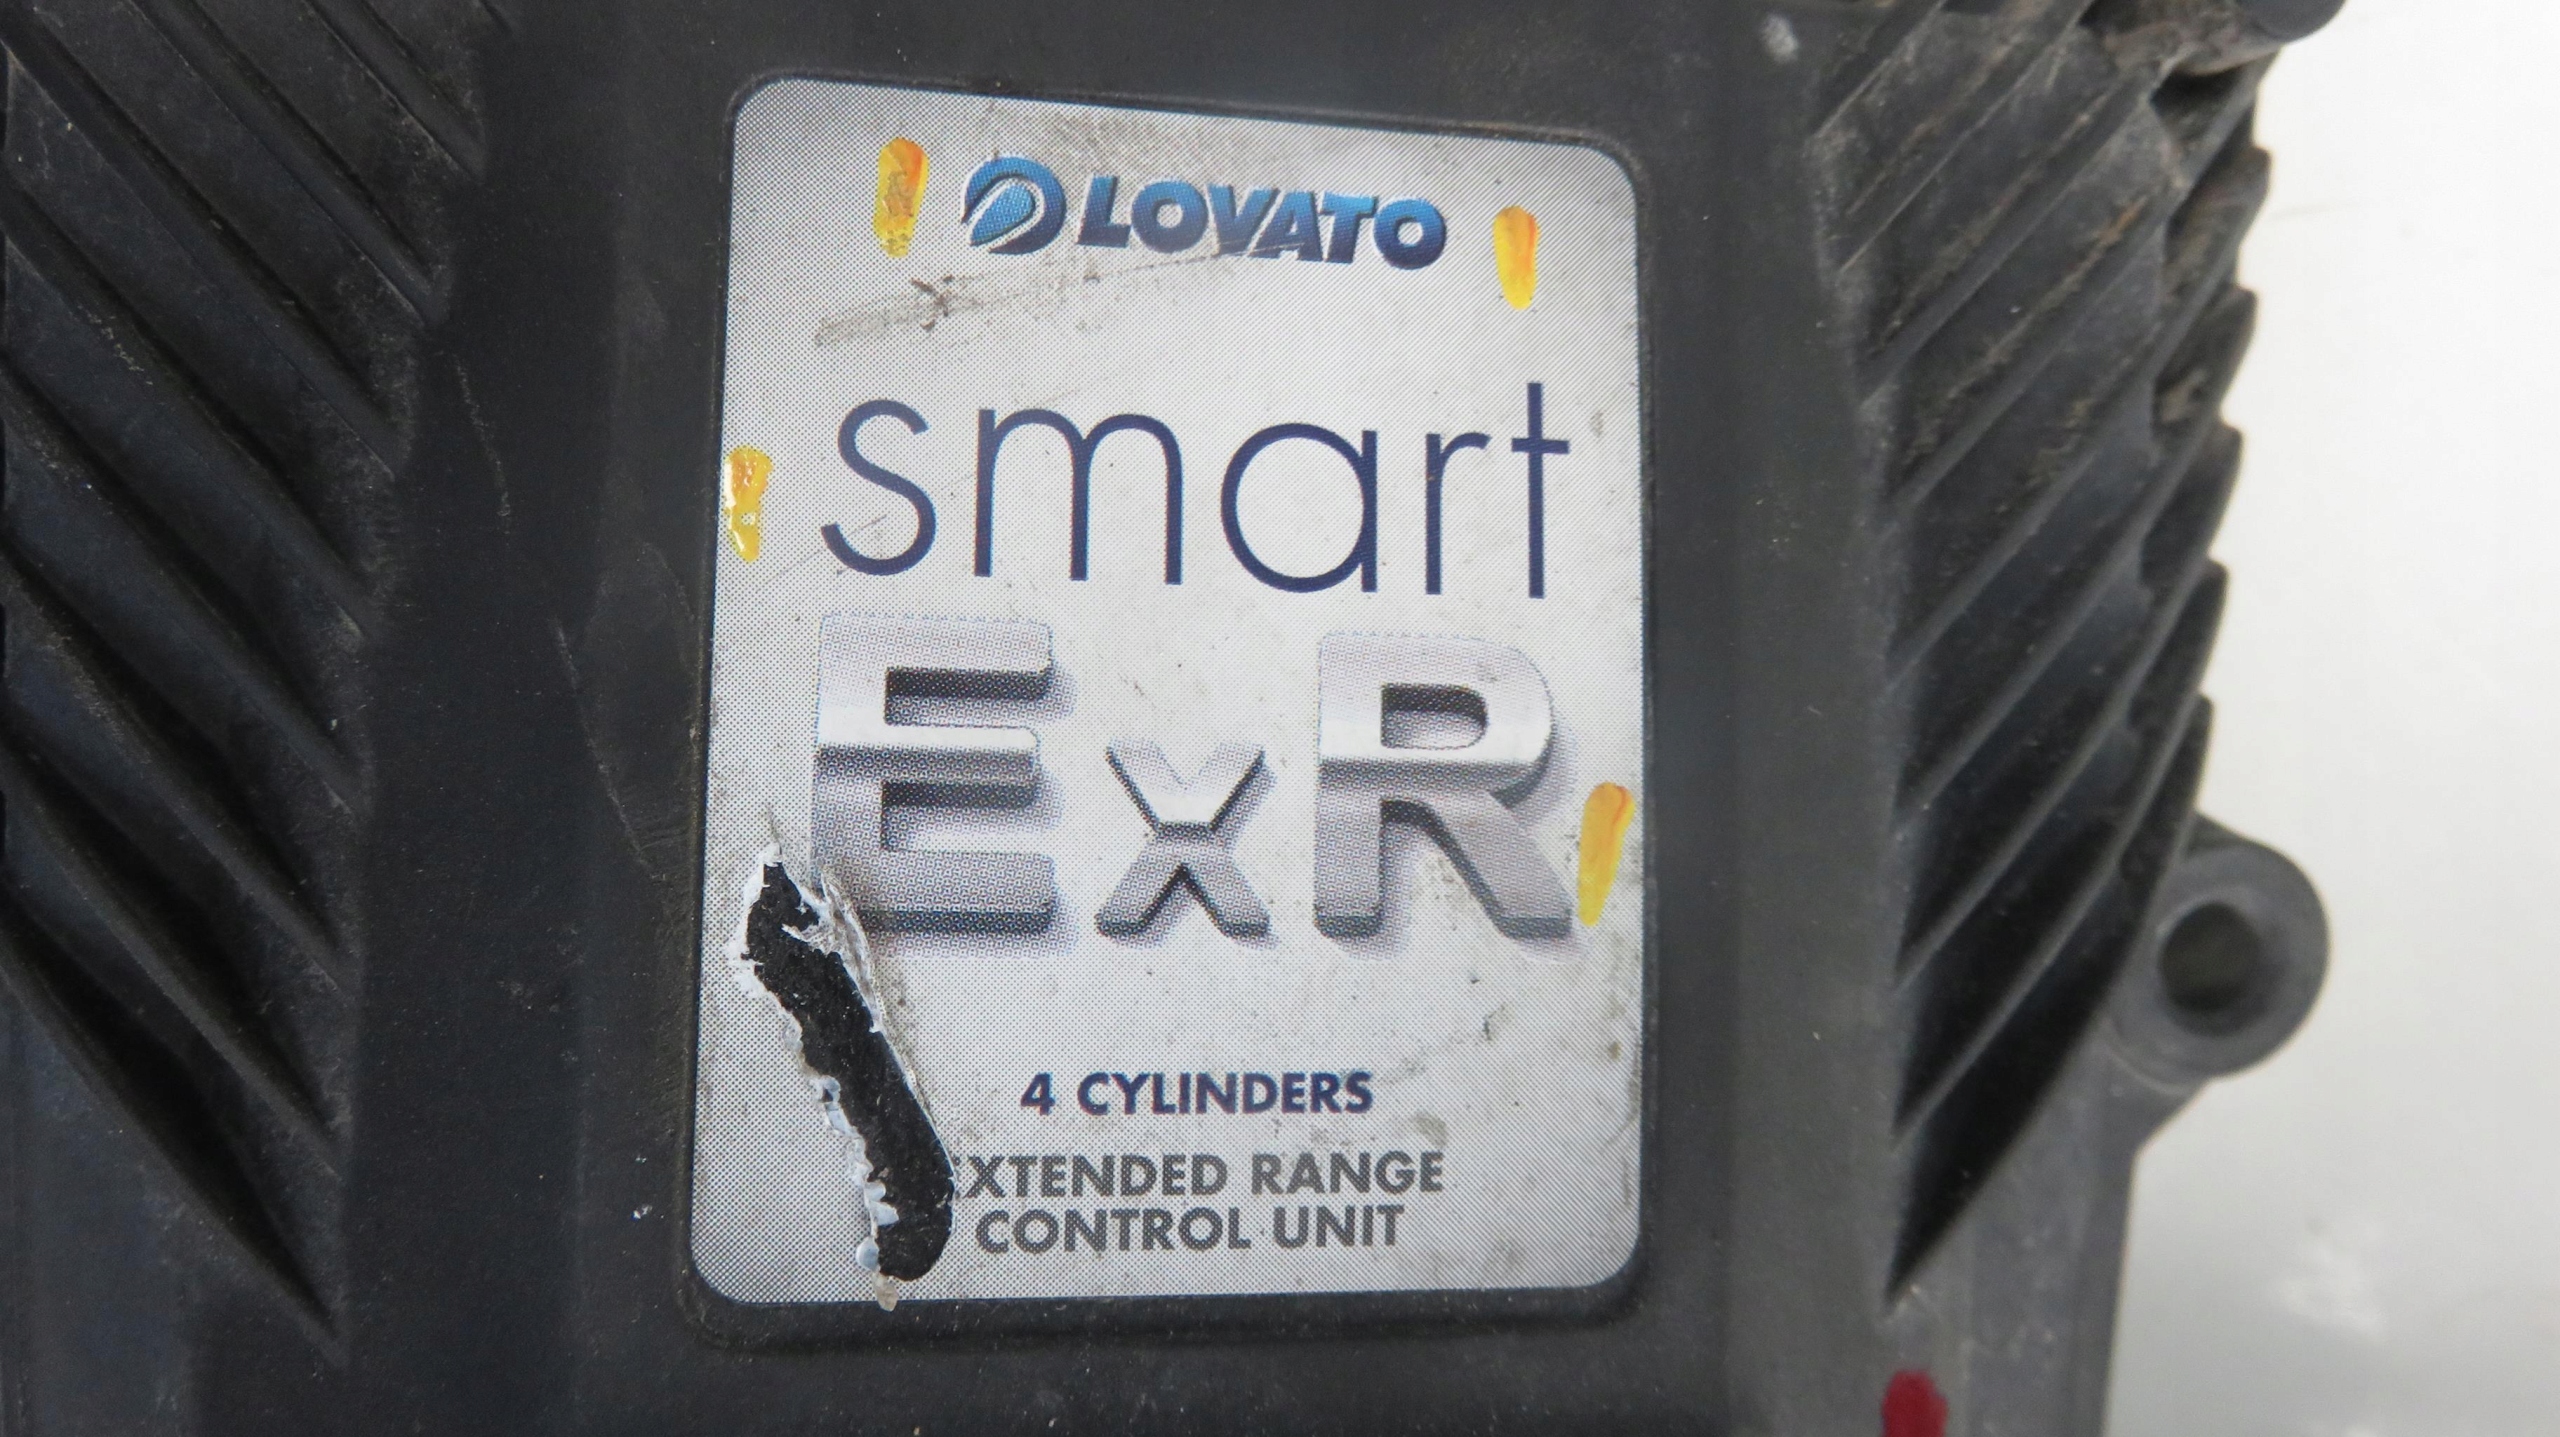 LOVATO
smart
ExR
4 CYLINDERS
XTENDED RANGE
CONTROL UNIT